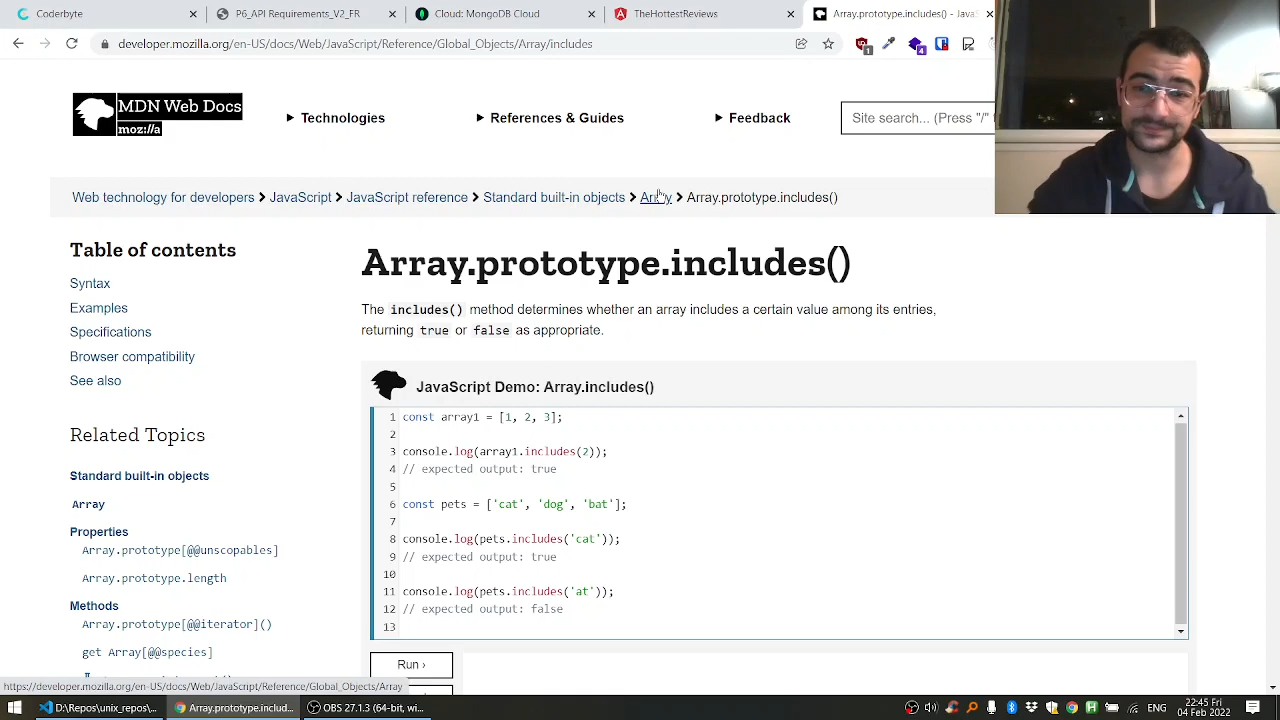 Coderbyte
P6_API Requirements_V2_FR
Cloud: MongoDB Cloud
TheHottestReviews
Array.prototype.includes() - Java
developer.mozilla.org/en-US/docs/Web/JavaScript/Reference/Global_Objects/Array/includes
1
4
MDN Web Docs
moz://a
Technologies
References & Guides
Feedback
Site search... (Press "/"
Web technology for developers
JavaScript
JavaScript reference
Standard built-in objects
Array
Array.prototype.includes()
Table of contents
Syntax
Examples
Specifications
Browser compatibility
See also
Related Topics
Standard built-in objects
Array
Properties
Array.prototype[@@unscopables]
Array.prototype.length
Methods
Array.prototype[@@iterator]()
get Array[@@species]
Array.prototype.includes()
The includes() method determines whether an array includes a certain value among its entries,
returning true or false as appropriate.
JavaScript Demo: Array.includes()
1 const array1 = [1, 2, 3];
2
3 console.log(array1.includes(2));
4 // expected output: true
5
6 const pets = ['cat', 'dog', 'bat'];
7
8 console.log(pets.includes('cat'));
9 // expected output: true
10
11 console.log(pets.includes('at'));
12 // expected output: false
13
Run ›
https://developer.mozilla.org/en-US/docs/Web/JavaScript/Reference/Global_Objects/Array
D:\Repos\unix_repos\...
Array.prototype.includ...
OBS 27.1.3 (64-bit, wi...
ENG
22:45 Fri
04 Feb 2022